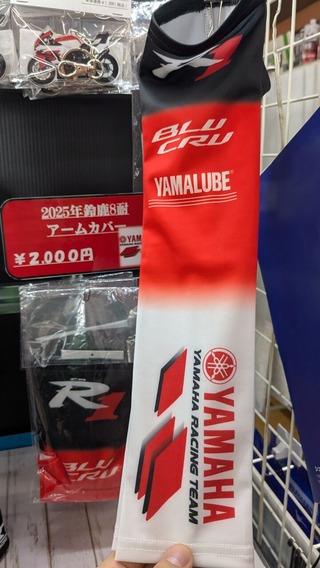 R1
BLU
CRU
YAMALUBE®
2025年鈴鹿8耐
アームカバー
¥2,000円
YAMAHA
R1
BLU
CRU
YAMAHA
YAMAHA RACING TEAM